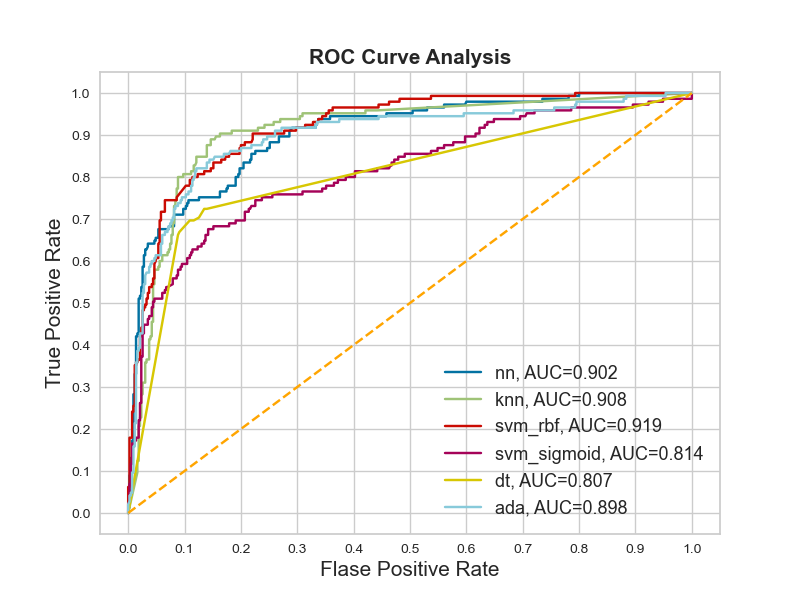 ROC Curve Analysis
1.0
0.9
0.8
0.7
0.6
0.5
0.4
0.3
0.2
0.1
0.0
True Positive Rate
nn, AUC=0.902
knn, AUC=0.908
svm_rbf, AUC=0.919
svm_sigmoid, AUC=0.814
dt, AUC=0.807
ada, AUC=0.898
0.0 0.1 0.2 0.3 0.4 0.5 0.6 0.7 0.8 0.9 1.0
Flase Positive Rate